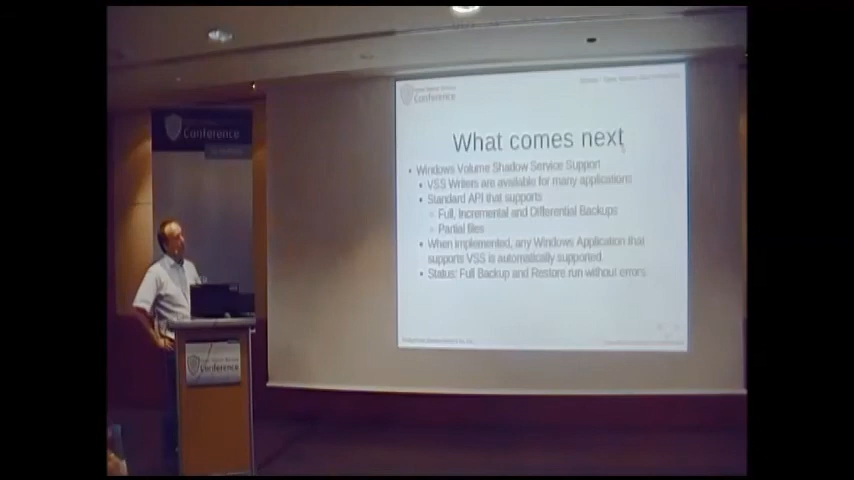 Conference
Conference
What comes next
• Windows Volume Shadow Service Support
• VSS Writers are available for many applications
• Standard API that supports
○ Full, Incremental and Differential Backups
○ Partial files
• When implemented, any Windows Application that
supports VSS is automatically supported.
• Status: Full Backup and Restore run without errors
Conference